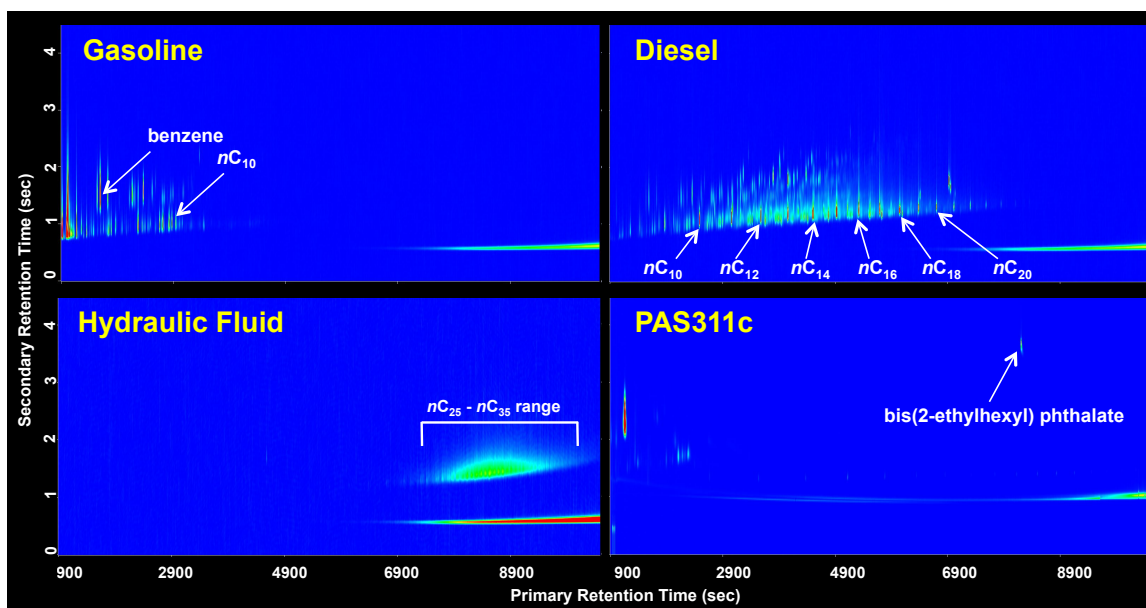 Gasoline
Diesel
benzene
nC₁₀
nC₁₀
nC₁₂
nC₁₄
nC₁₆
nC₁₈
nC₂₀
Hydraulic Fluid
PAS311c
nC₂₅ - nC₃₅ range
bis(2-ethylhexyl) phthalate
Secondary Retention Time (sec)
4
3
2
1
0
4
3
2
1
0
900
2900
4900
6900
8900
900
2900
4900
6900
8900
Primary Retention Time (sec)